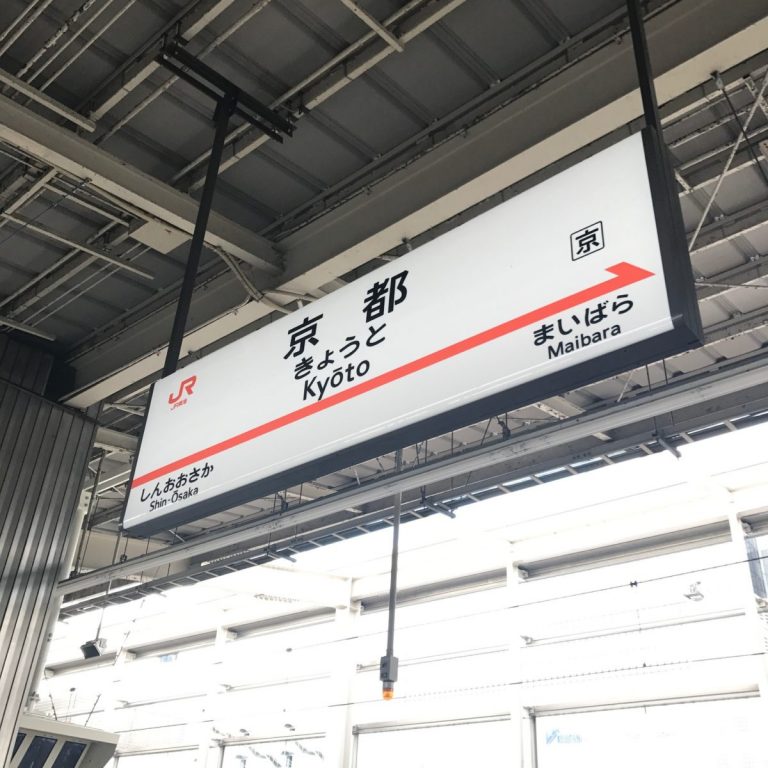 京
京都
きょうと
Kyōto
まいばら
Maibara
JR
JR東海
しんおおさか
Shin-Ōsaka